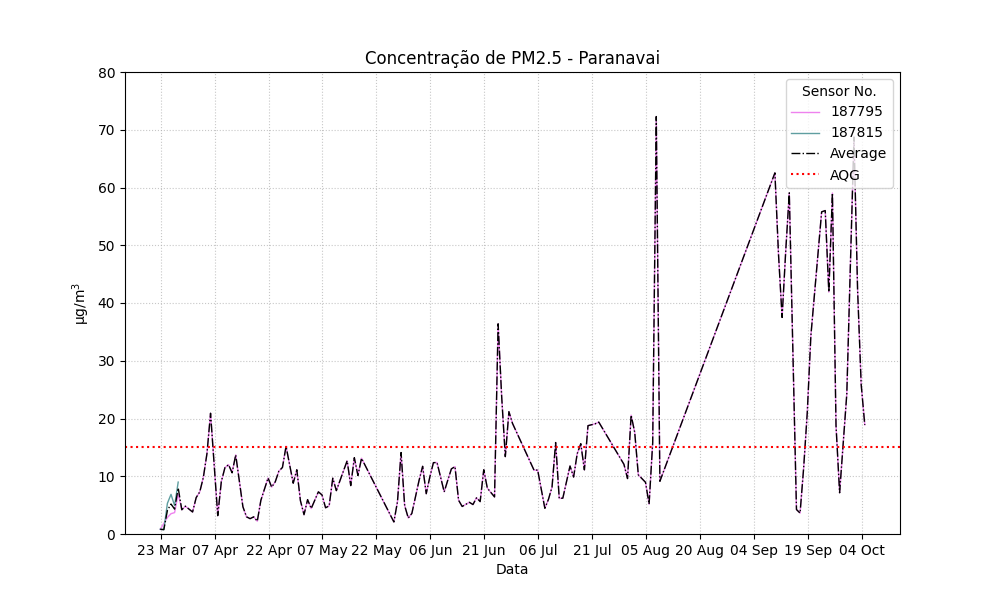 Concentração de PM2.5 - Paranavai
80
70
60
50
40
30
20
10
0
µg/m³
Sensor No.
187795
187815
Average
AQG
23 Mar 07 Apr 22 Apr 07 May 22 May 06 Jun 21 Jun 06 Jul 21 Jul 05 Aug 20 Aug 04 Sep 19 Sep 04 Oct
Data